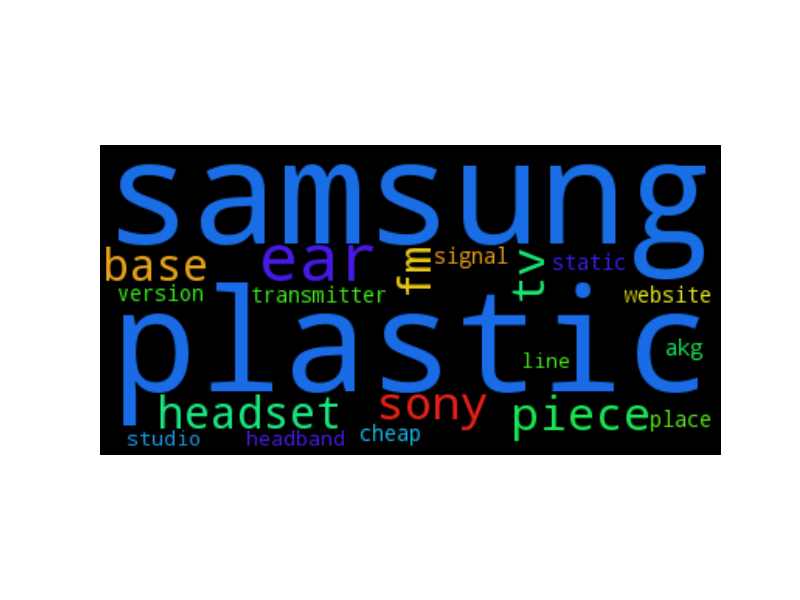 samsung
base ear fm signal tv static
version transmitter website
plastic
line akg
headset sony piece place
studio headband cheap